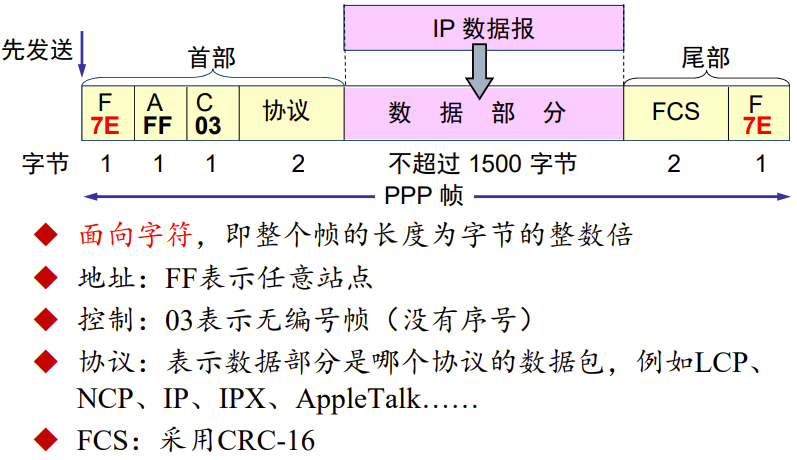 IP 数据报
先发送
首部
尾部
F
7E
A
FF
C
03
协议
数 据 部 分
FCS
F
7E
字节 1 1 1 2 不超过 1500 字节 2 1
PPP 帧
面向字符，即整个帧的长度为字节的整数倍
地址：FF表示任意站点
控制：03表示无编号帧（没有序号）
协议：表示数据部分是哪个协议的数据包，例如LCP、
NCP、IP、IPX、AppleTalk……
FCS：采用CRC-16